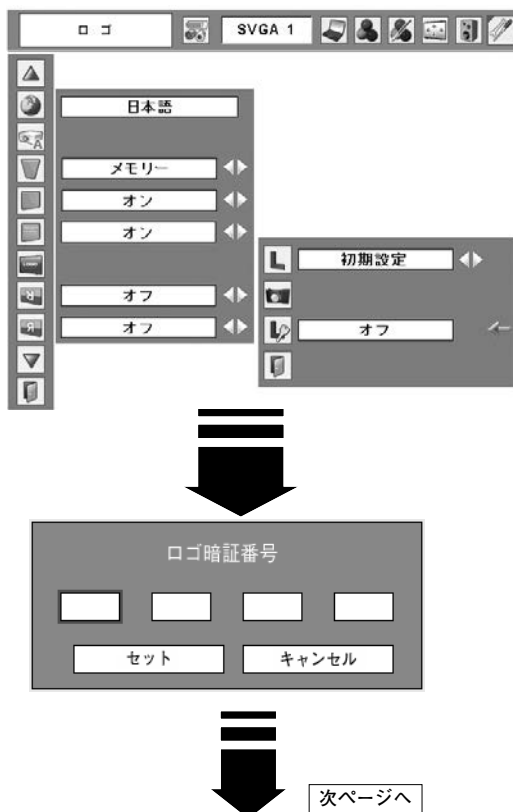 ロゴ
SVGA 1
日本語
メモリー
オン
オン
初期設定
オフ
オフ
オフ
ロゴ暗証番号
セット
キャンセル
次ページへ